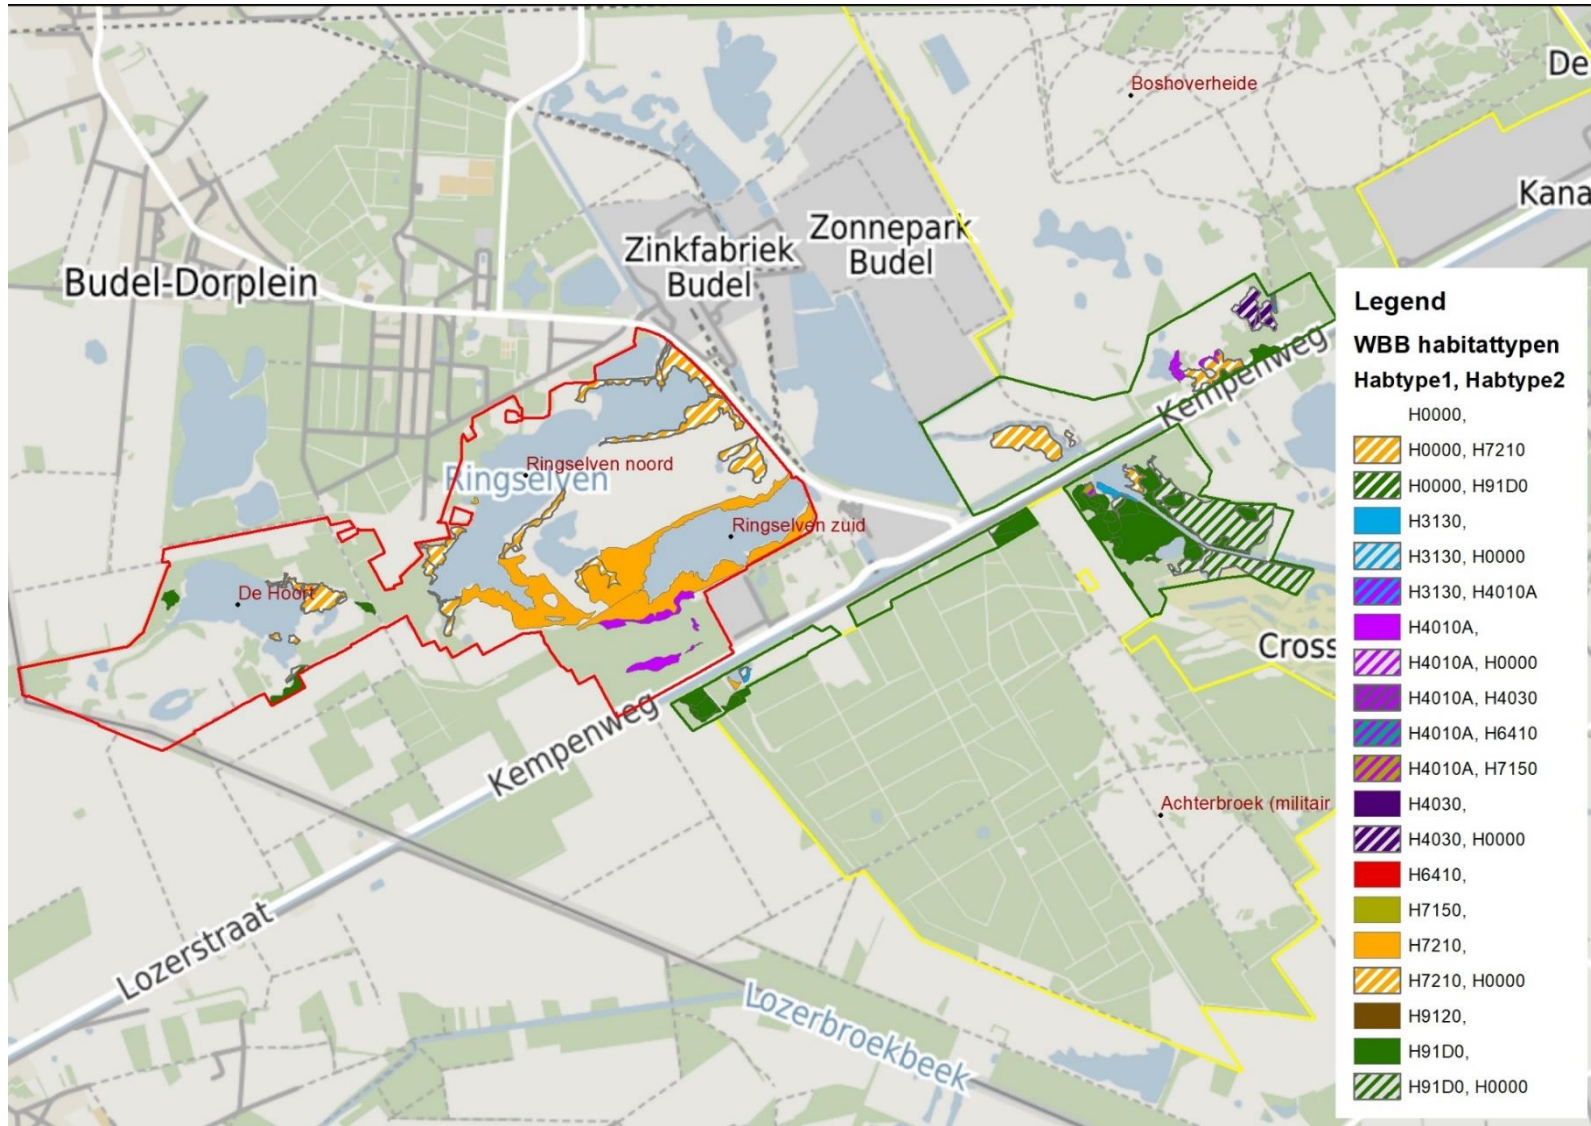 De
Boshoverheide
Kana
Zonnepark
Budel
Zinkfabriek
Budel
Budel-Dorplein
Kempenweg
Ringselven noord
Ringselven
Ringselven zuid
De Hoort
Cross
Kempenweg
Achterbroek (militair
Lozerstraat
Lozerbroekbeek
Legend
WBB habitattypen
Habtype1, Habtype2
H0000,
H0000, H7210
H0000, H91D0
H3130,
H3130, H0000
H3130, H4010A
H4010A,
H4010A, H0000
H4010A, H4030
H4010A, H6410
H4010A, H7150
H4030,
H4030, H0000
H6410,
H7150,
H7210,
H7210, H0000
H9120,
H91D0,
H91D0, H0000